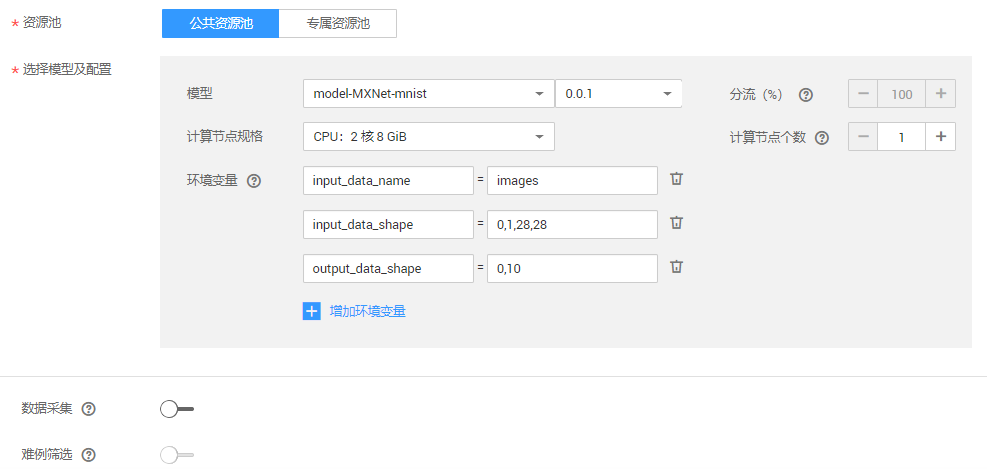 * 资源池 公共资源池 专属资源池
* 选择模型及配置
模型 model-MXNet-mnist 0.0.1 分流（%） ? − 100 +
计算节点规格 CPU：2 核 8 GiB 计算节点个数 ? − 1 +
环境变量 ? input_data_name = images
input_data_shape = 0,1,28,28
output_data_shape = 0,10
+ 增加环境变量
数据采集 ?
难例筛选 ?